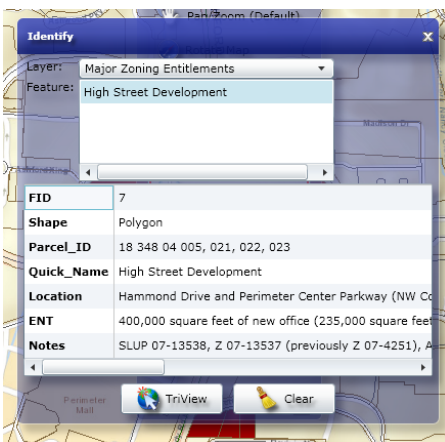 Pan/Zoom (Default)
Identify
x
Layer: Major Zoning Entitlements
Feature: High Street Development
Madison Dr
FID 7
Shape Polygon
Parcel_ID 18 348 04 005, 021, 022, 023
Quick_Name High Street Development
Location Hammond Drive and Perimeter Center Parkway (NW Co
ENT 400,000 square feet of new office (235,000 square feet
Notes SLUP 07-13538, Z 07-13537 (previously Z 07-4251), A
Perimeter
Mall
TriView
Clear